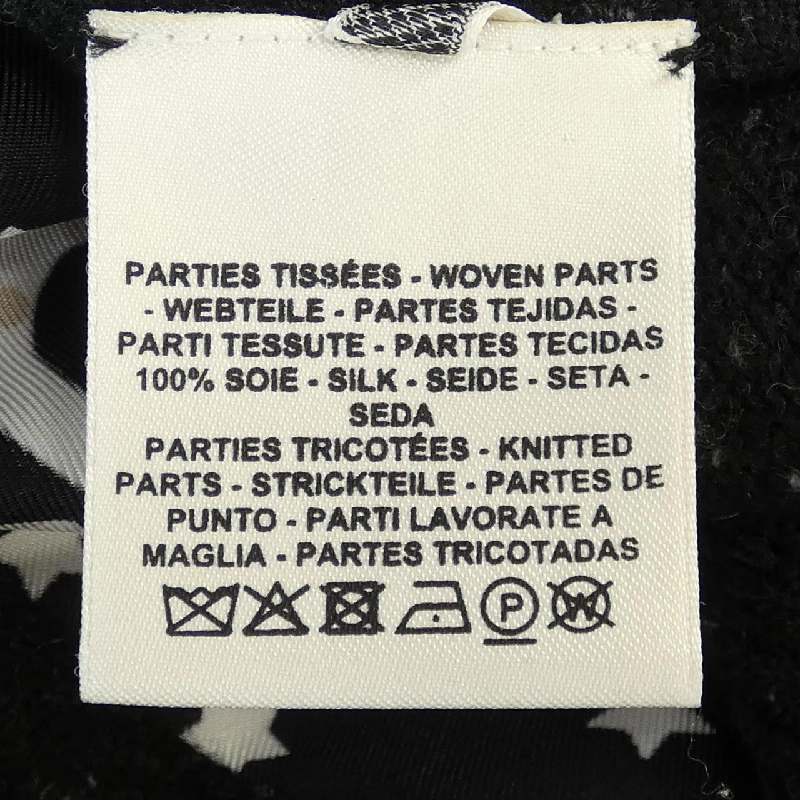 PARTIES TISSÉES - WOVEN PARTS
- WEBTEILE - PARTES TEJIDAS -
PARTI TESSUTE - PARTES TECIDAS
100% SOIE - SILK - SEIDE - SETA -
SEDA
PARTIES TRICOTÉES - KNITTED
PARTS - STRICKTEILE - PARTES DE
PUNTO - PARTI LAVORATE A
MAGLIA - PARTES TRICOTADAS
P W